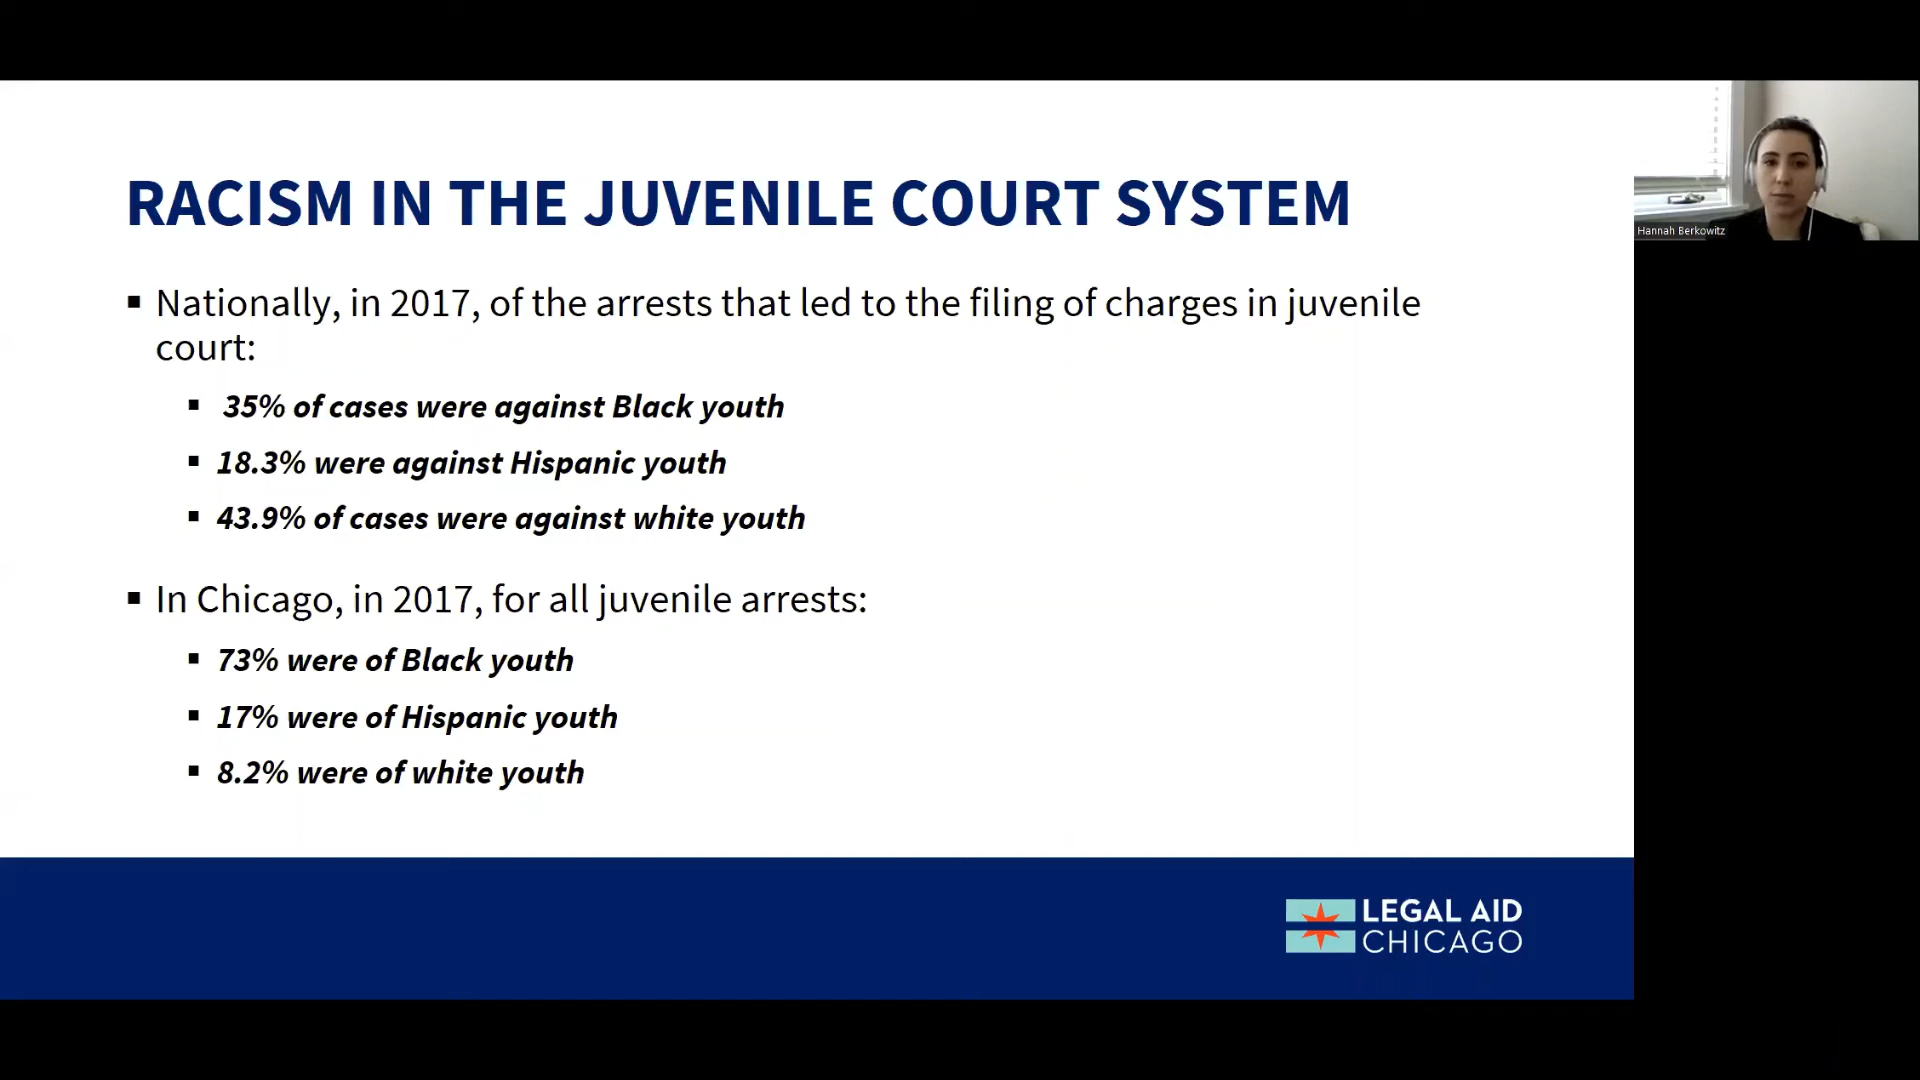 RACISM IN THE JUVENILE COURT SYSTEM
▪ Nationally, in 2017, of the arrests that led to the filing of charges in juvenile
court:
▪ 35% of cases were against Black youth
▪ 18.3% were against Hispanic youth
▪ 43.9% of cases were against white youth
▪ In Chicago, in 2017, for all juvenile arrests:
▪ 73% were of Black youth
▪ 17% were of Hispanic youth
▪ 8.2% were of white youth
LEGAL AID
CHICAGO
Hannah Berkowitz